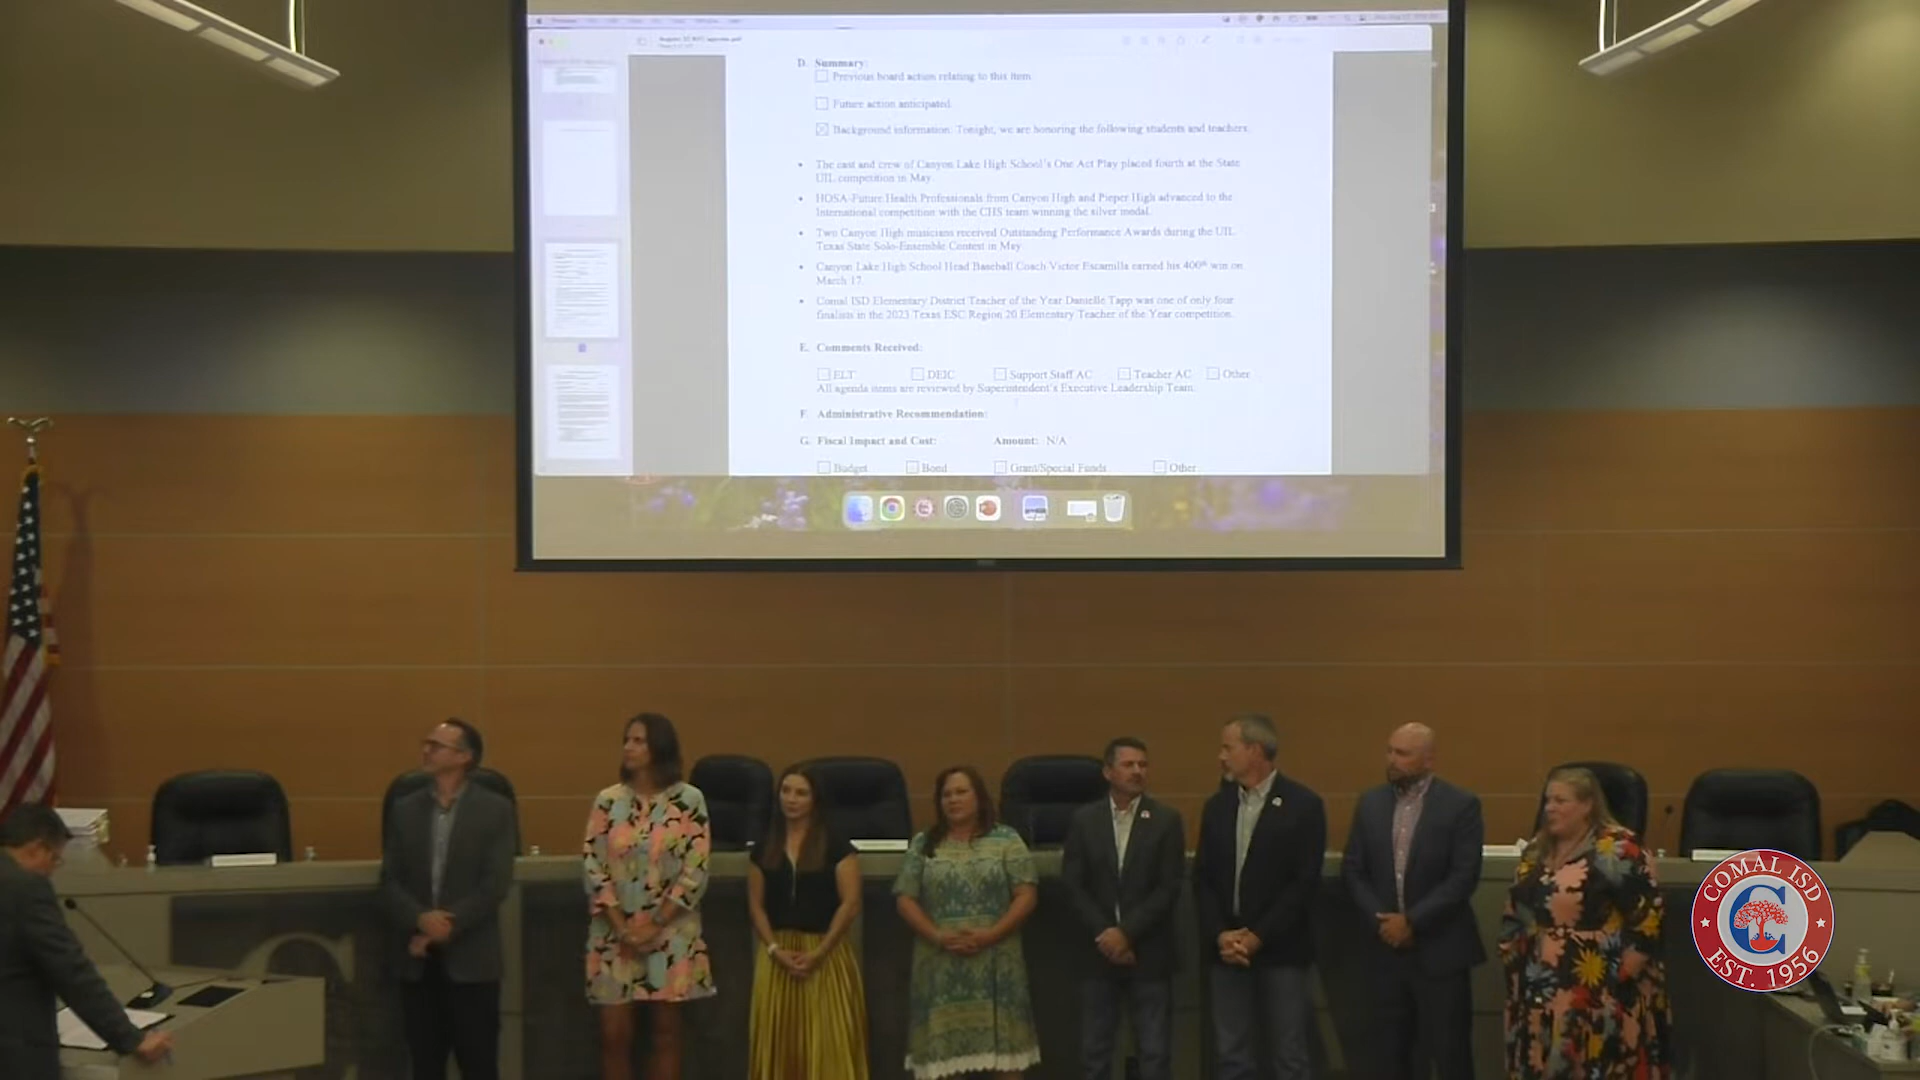 D. Summary:
Previous board action relating to this item.
Future action anticipated.
Background information: Tonight, we are honoring the following students and teachers.
• The cast and crew of Canyon Lake High School's One Act Play placed fourth at the State
UIL competition in May.
• HOSA-Future Health Professionals from Canyon High and Pieper High advanced to the
International competition with the CHS team winning the silver medal.
• Two Canyon High musicians received Outstanding Performance Awards during the UIL
Texas State Solo-Ensemble Contest in May.
• Canyon Lake High School Head Baseball Coach Victor Escamilla earned his 400th win on
March 17.
• Comal ISD Elementary District Teacher of the Year Danielle Tapp was one of only four
finalists in the 2023 Texas ESC Region 20 Elementary Teacher of the Year competition.
E. Comments Received:
ELT DEIC Support Staff AC Teacher AC Other
All agenda items are reviewed by Superintendent's Executive Leadership Team.
F. Administrative Recommendation:
G. Fiscal Impact and Cost: Amount: N/A
Budget Bond Grant/Special Funds Other
COMAL ISD
C
EST. 1956